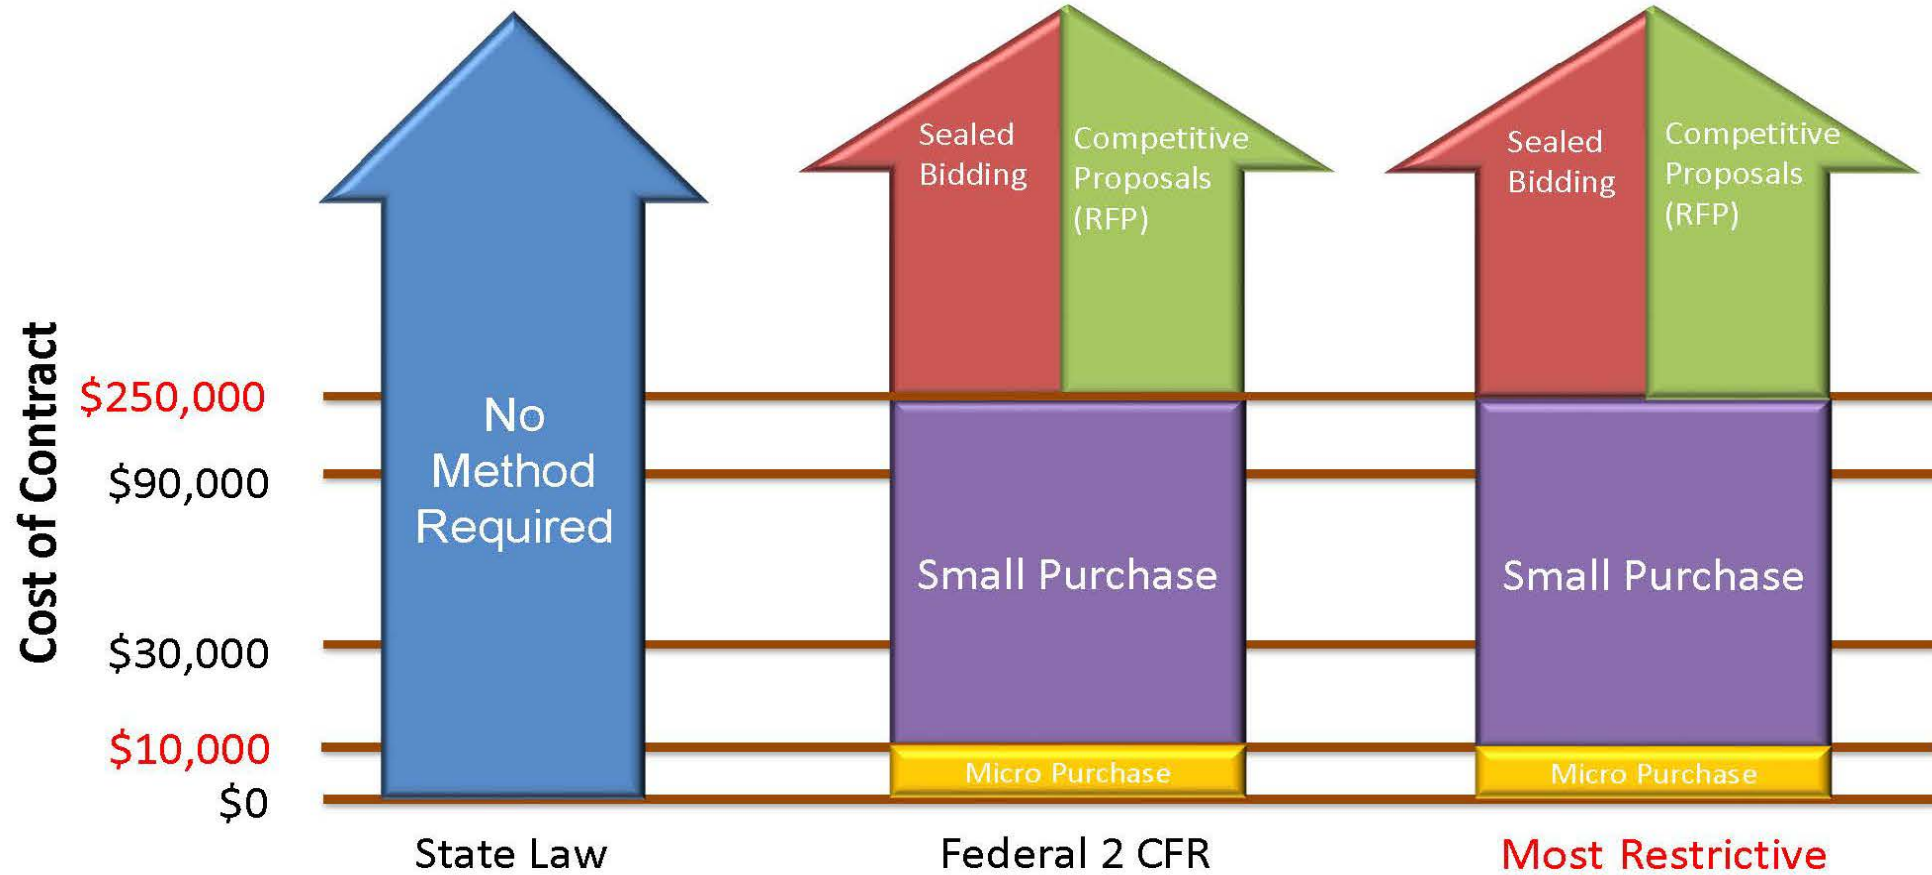 Cost of Contract
$250,000
$90,000
$30,000
$10,000
$0
No
Method
Required
State Law
Sealed
Bidding
Competitive
Proposals
(RFP)
Small Purchase
Micro Purchase
Federal 2 CFR
Sealed
Bidding
Competitive
Proposals
(RFP)
Small Purchase
Micro Purchase
Most Restrictive